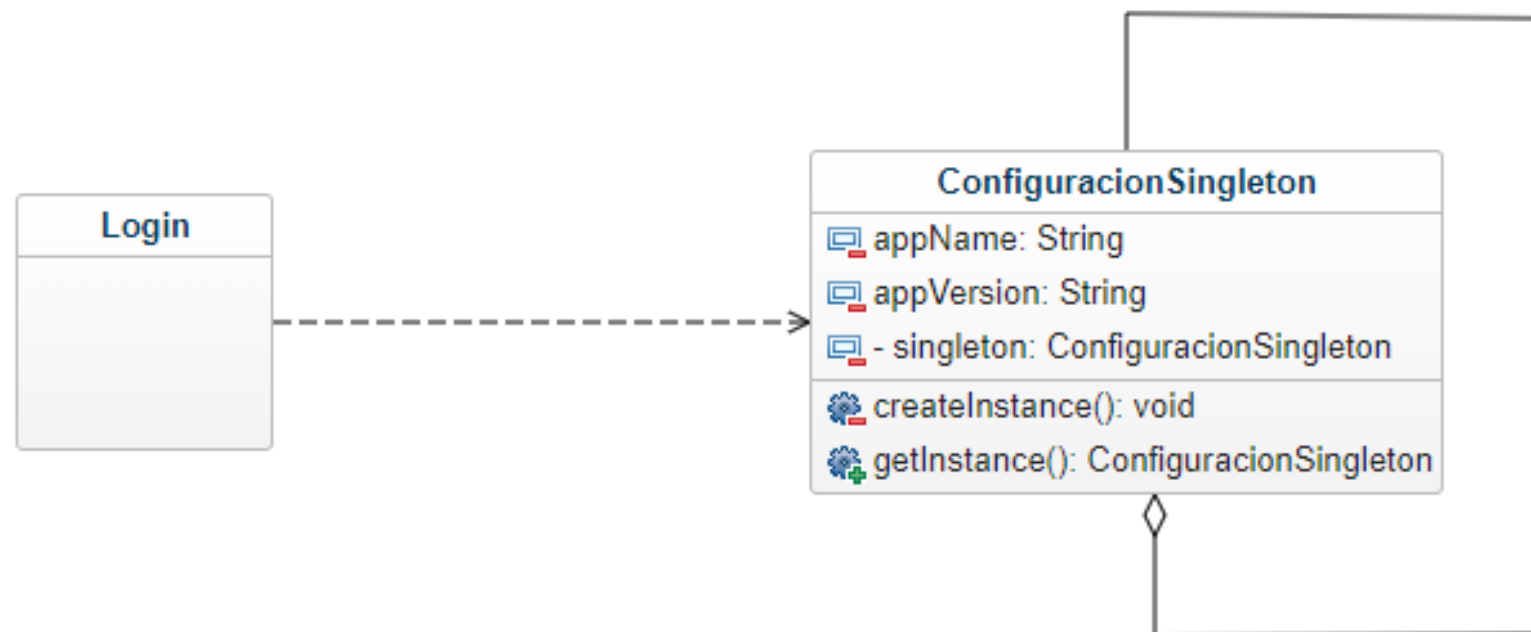 Login
ConfiguracionSingleton
appName: String
appVersion: String
- singleton: ConfiguracionSingleton
createInstance(): void
getInstance(): ConfiguracionSingleton